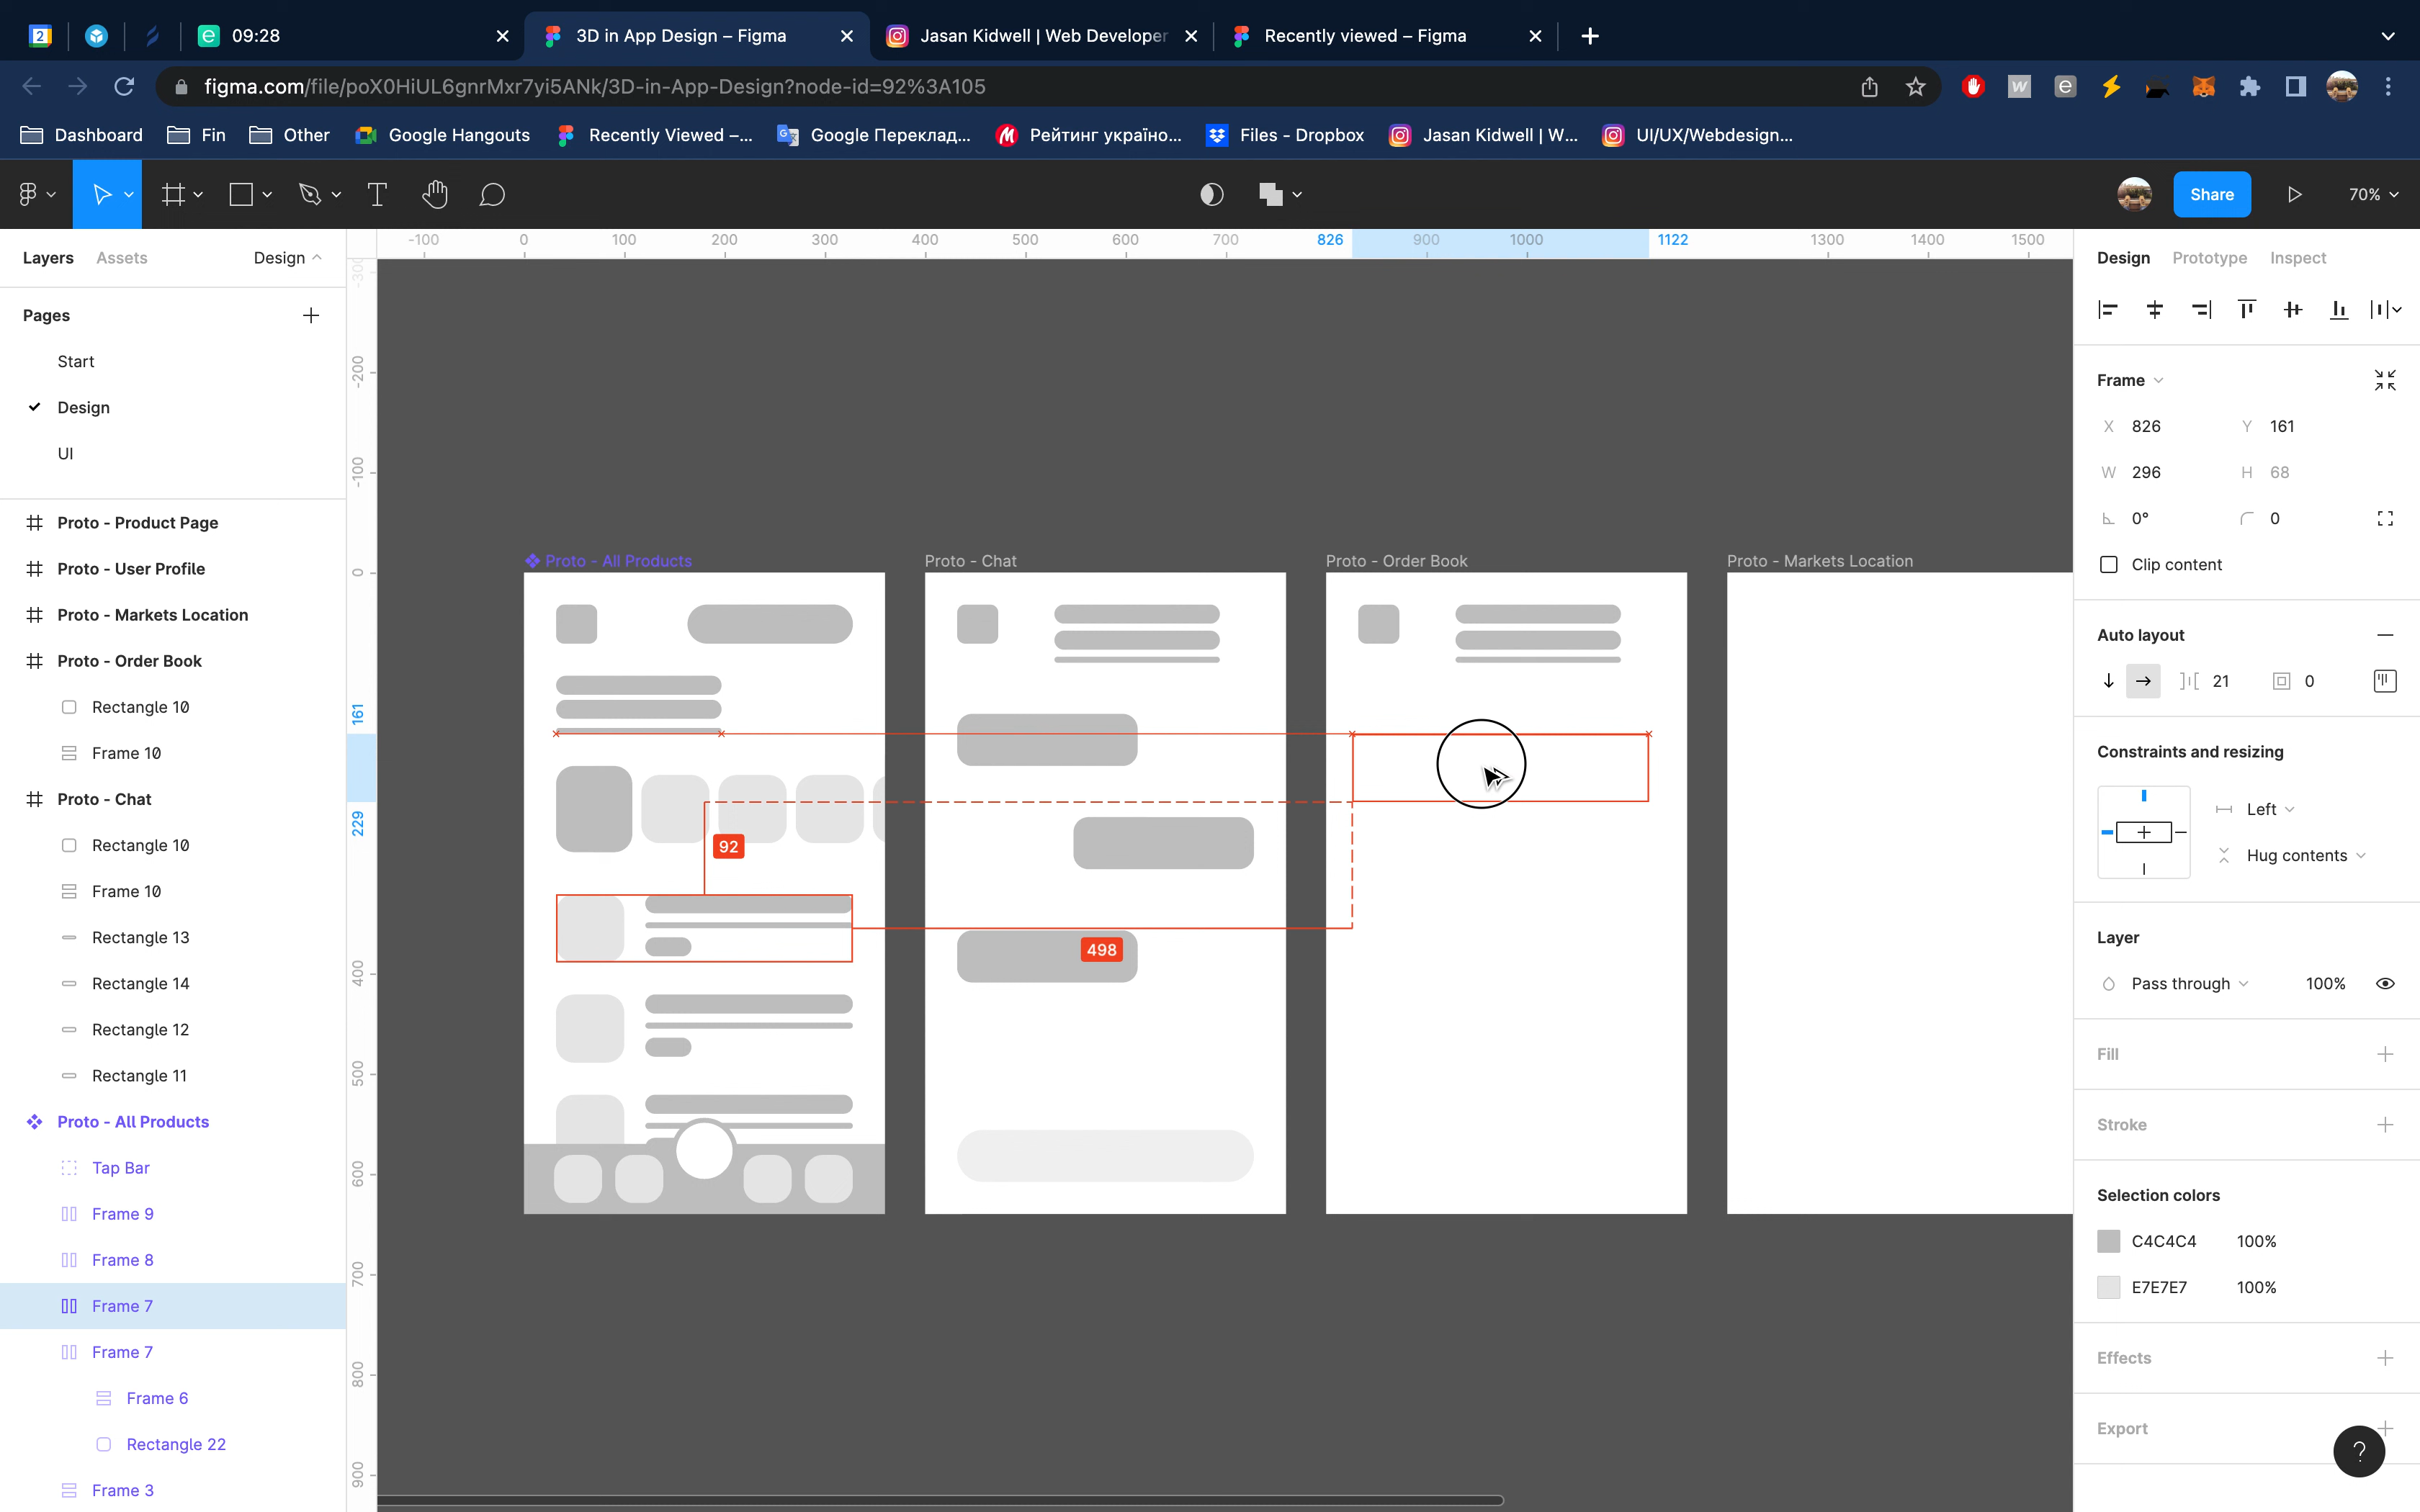 2
09:28
3D in App Design – Figma
Jasan Kidwell | Web Developer
Recently viewed – Figma
figma.com/file/poX0HiUL6gnrMxr7yi5ANk/3D-in-App-Design?node-id=92%3A105
Dashboard
Fin
Other
Google Hangouts
Recently Viewed –...
Google Переклад...
Рейтинг україно...
Files - Dropbox
Jasan Kidwell | W...
UI/UX/Webdesign...
Share
70%
Layers
Assets
Design
Pages
Start
Design
UI
Proto - Product Page
Proto - User Profile
Proto - Markets Location
Proto - Order Book
Rectangle 10
Frame 10
Proto - Chat
Rectangle 10
Frame 10
Rectangle 13
Rectangle 14
Rectangle 12
Rectangle 11
Proto - All Products
Tap Bar
Frame 9
Frame 8
Frame 7
Frame 7
Frame 6
Rectangle 22
Frame 3
-100 0 100 200 300 400 500 600 700 826 900 1000 1122 1300 1400 1500
-300
-200
-100
0
161
229
400
500
600
700
800
900
Proto - All Products
Proto - Chat
Proto - Order Book
Proto - Markets Location
92
498
Design
Prototype
Inspect
Frame
X 826 Y 161
W 296 H 68
0° 0
Clip content
Auto layout
21 0
Constraints and resizing
Left
Hug contents
Layer
Pass through 100%
Fill
Stroke
Selection colors
C4C4C4 100%
E7E7E7 100%
Effects
Export
?